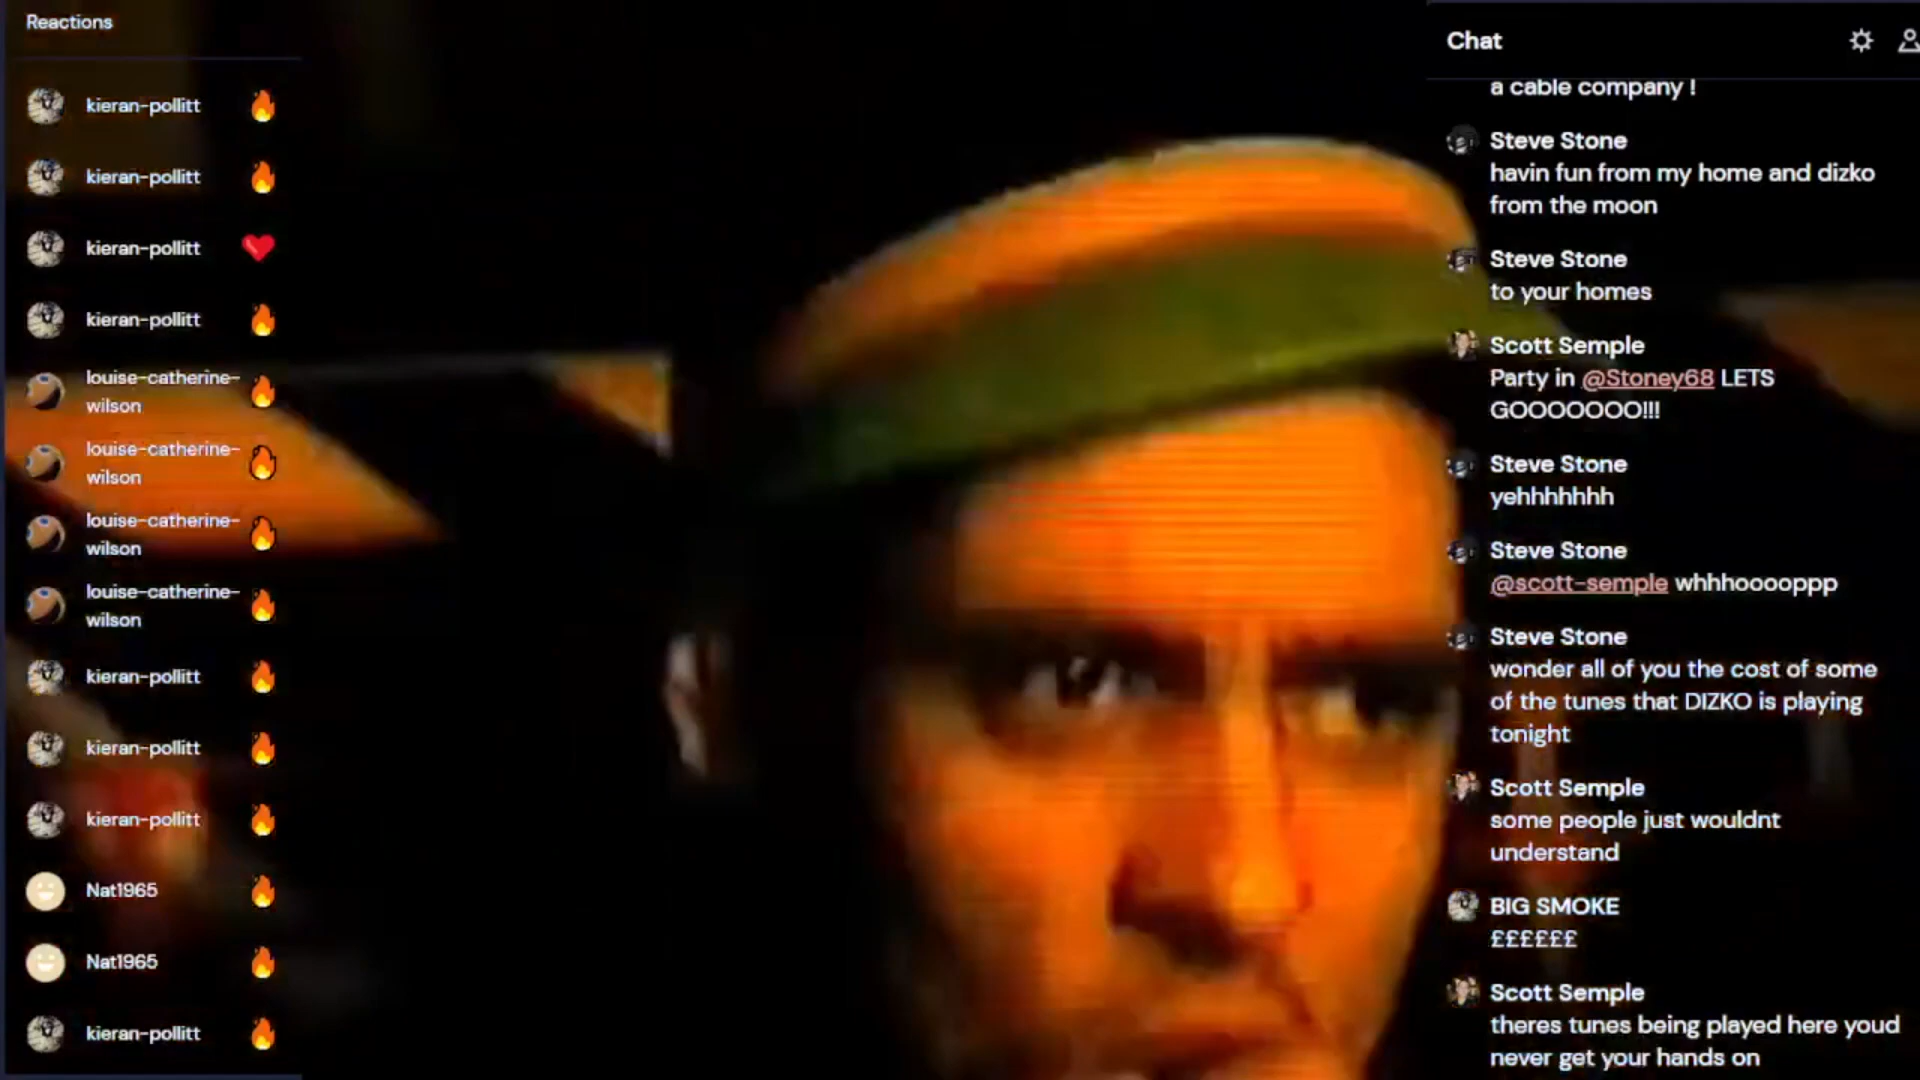 Reactions
kieran-pollitt
kieran-pollitt
kieran-pollitt
kieran-pollitt
louise-catherine-
wilson
louise-catherine-
wilson
louise-catherine-
wilson
louise-catherine-
wilson
kieran-pollitt
kieran-pollitt
kieran-pollitt
Nat1965
Nat1965
kieran-pollitt
Chat
a cable company !
Steve Stone
havin fun from my home and dizko
from the moon
Steve Stone
to your homes
Scott Semple
Party in @Stoney68 LETS
GOOOOOOO!!!
Steve Stone
yehhhhhhh
Steve Stone
@scott-semple whhhooooppp
Steve Stone
wonder all of you the cost of some
of the tunes that DIZKO is playing
tonight
Scott Semple
some people just wouldnt
understand
BIG SMOKE
££££££
Scott Semple
theres tunes being played here youd
never get your hands on